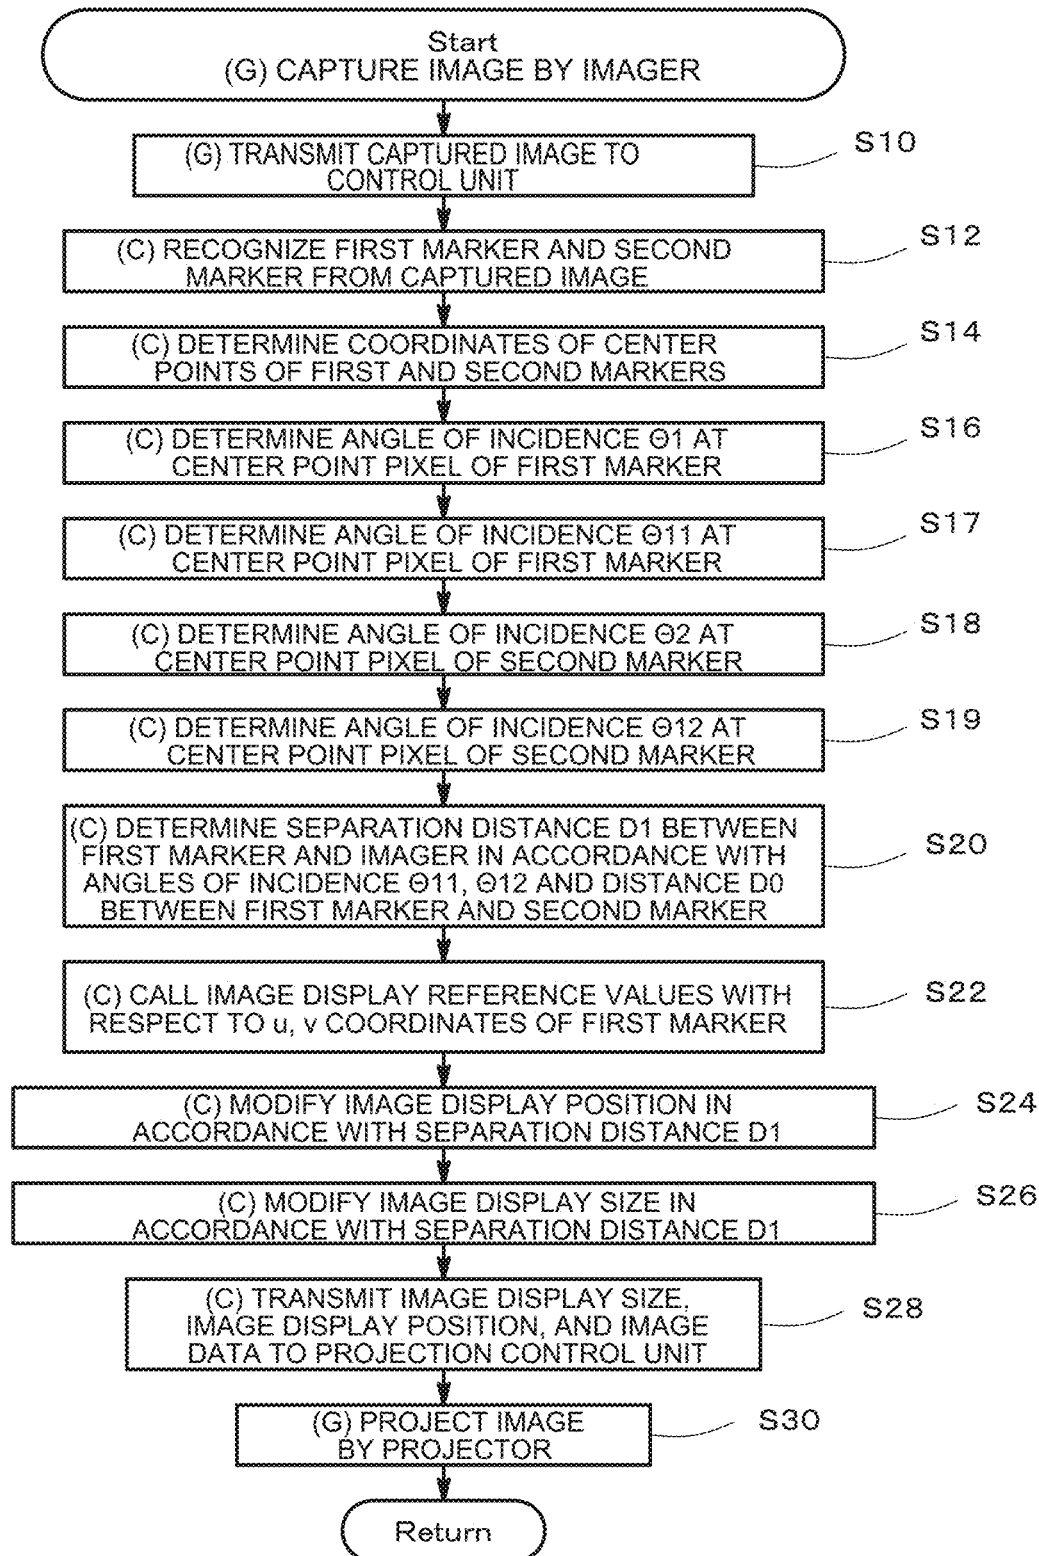 Start
(G) CAPTURE IMAGE BY IMAGER
(G) TRANSMIT CAPTURED IMAGE TO
CONTROL UNIT
S10
(C) RECOGNIZE FIRST MARKER AND SECOND
MARKER FROM CAPTURED IMAGE
S12
(C) DETERMINE COORDINATES OF CENTER
POINTS OF FIRST AND SECOND MARKERS
S14
(C) DETERMINE ANGLE OF INCIDENCE Θ1 AT
CENTER POINT PIXEL OF FIRST MARKER
S16
(C) DETERMINE ANGLE OF INCIDENCE Θ11 AT
CENTER POINT PIXEL OF FIRST MARKER
S17
(C) DETERMINE ANGLE OF INCIDENCE Θ2 AT
CENTER POINT PIXEL OF SECOND MARKER
S18
(C) DETERMINE ANGLE OF INCIDENCE Θ12 AT
CENTER POINT PIXEL OF SECOND MARKER
S19
(C) DETERMINE SEPARATION DISTANCE D1 BETWEEN
FIRST MARKER AND IMAGER IN ACCORDANCE WITH
ANGLES OF INCIDENCE Θ11, Θ12 AND DISTANCE D0
BETWEEN FIRST MARKER AND SECOND MARKER
S20
(C) CALL IMAGE DISPLAY REFERENCE VALUES WITH
RESPECT TO u, v COORDINATES OF FIRST MARKER
S22
(C) MODIFY IMAGE DISPLAY POSITION IN
ACCORDANCE WITH SEPARATION DISTANCE D1
S24
(C) MODIFY IMAGE DISPLAY SIZE IN
ACCORDANCE WITH SEPARATION DISTANCE D1
S26
(C) TRANSMIT IMAGE DISPLAY SIZE,
IMAGE DISPLAY POSITION, AND IMAGE
DATA TO PROJECTION CONTROL UNIT
S28
(G) PROJECT IMAGE
BY PROJECTOR
S30
Return